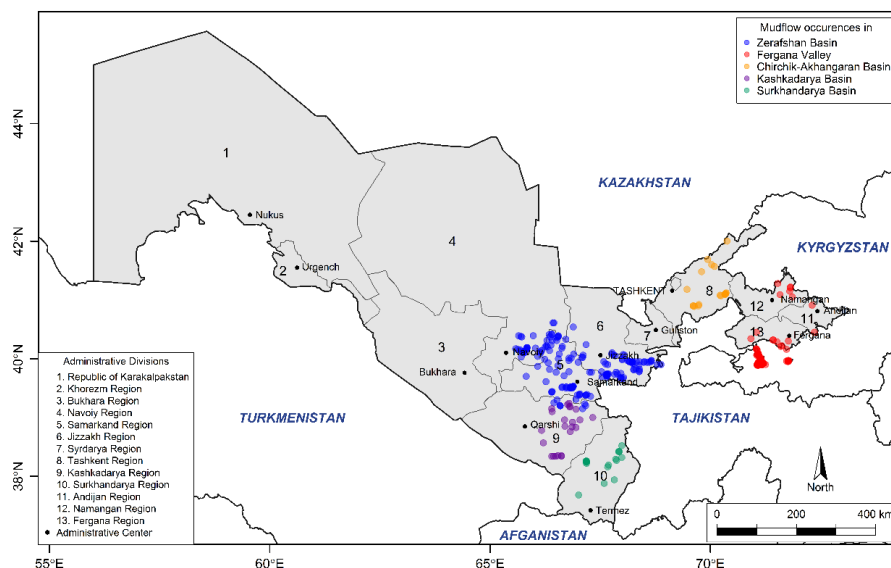 Mudflow occurences in
Zerafshan Basin
Fergana Valley
Chirchik-Akhangaran Basin
Kashkadarya Basin
Surkhandarya Basin
44°N
42°N
40°N
38°N
1
KAZAKHSTAN
Nukus
4
KYRGYZSTAN
2
Urgench
TASHKENT
8
12
Namangan
11
Andijan
3
6
7
Guliston
13
Fergana
Navoiy
Jizzakh
5
Bukhara
Samarkand
TURKMENISTAN
Qarshi
9
TAJIKISTAN
10
Termez
AFGANISTAN
North
0
200
400 km
Administrative Divisions
1. Republic of Karakalpakstan
2. Khorezm Region
3. Bukhara Region
4. Navoiy Region
5. Samarkand Region
6. Jizzakh Region
7. Syrdarya Region
8. Tashkent Region
9. Kashkadarya Region
10. Surkhandarya Region
11. Andijan Region
12. Namangan Region
13. Fergana Region
Administrative Center
55°E
60°E
65°E
70°E